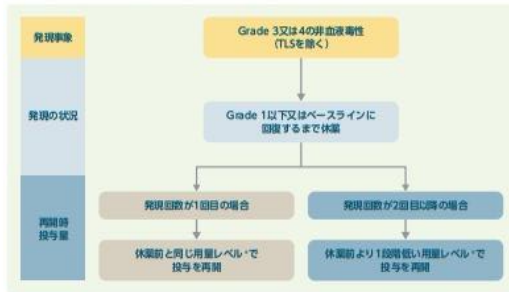 発現事象
Grade 3又は4の非血液毒性
(TLSを除く)
発現の状況
Grade 1以下又はベースラインに
回復するまで休薬
再開時
投与量
発現回数が1回目の場合
発現回数が2回目以降の場合
休薬前と同じ用量レベル*で
投与を再開
休薬前より1段階低い用量レベル*で
投与を再開